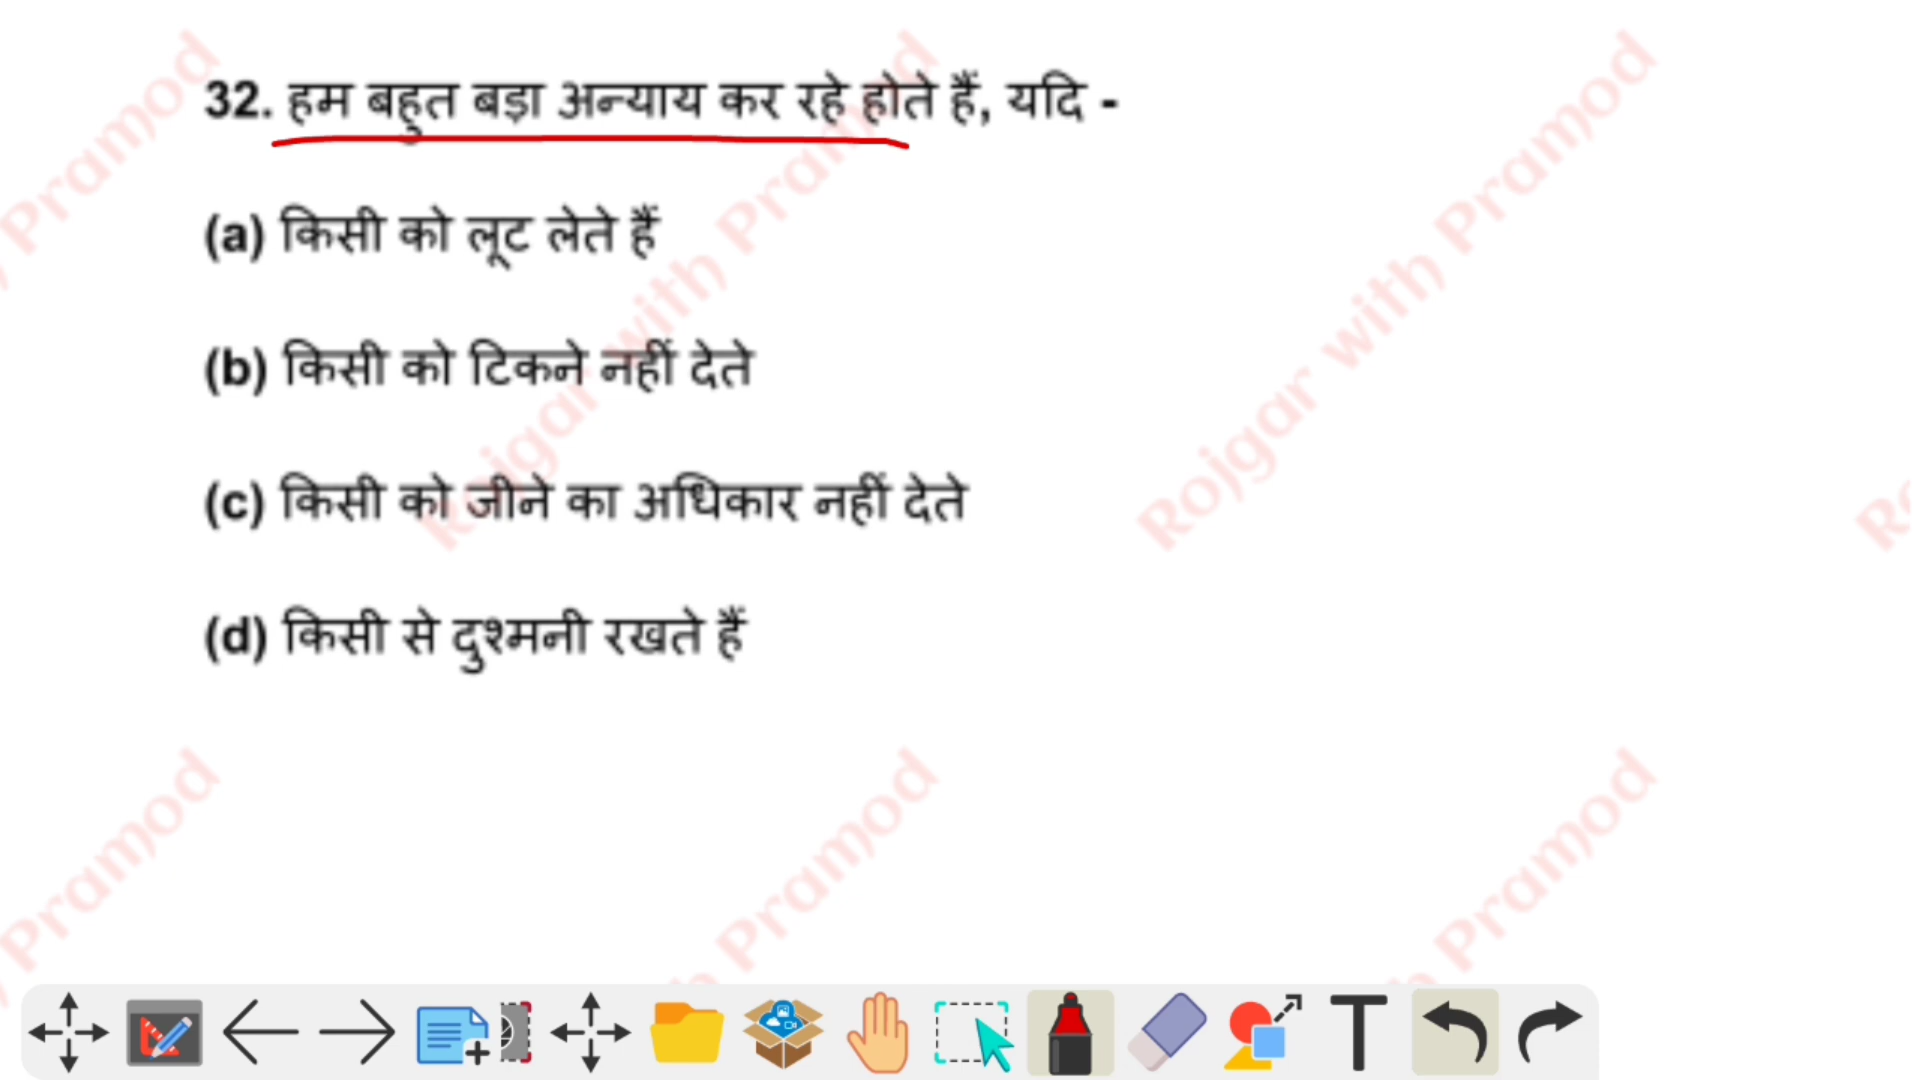 32. हम बहुत बड़ा अन्याय कर रहे होते हैं, यदि -
(a) किसी को लूट लेते हैं
(b) किसी को टिकने नहीं देते
(c) किसी को जीने का अधिकार नहीं देते
(d) किसी से दुश्मनी रखते हैं
Pramod
Rojgar with Pramod
Rojgar with Pramod
Pramod
h Pramod
h Pramod
T